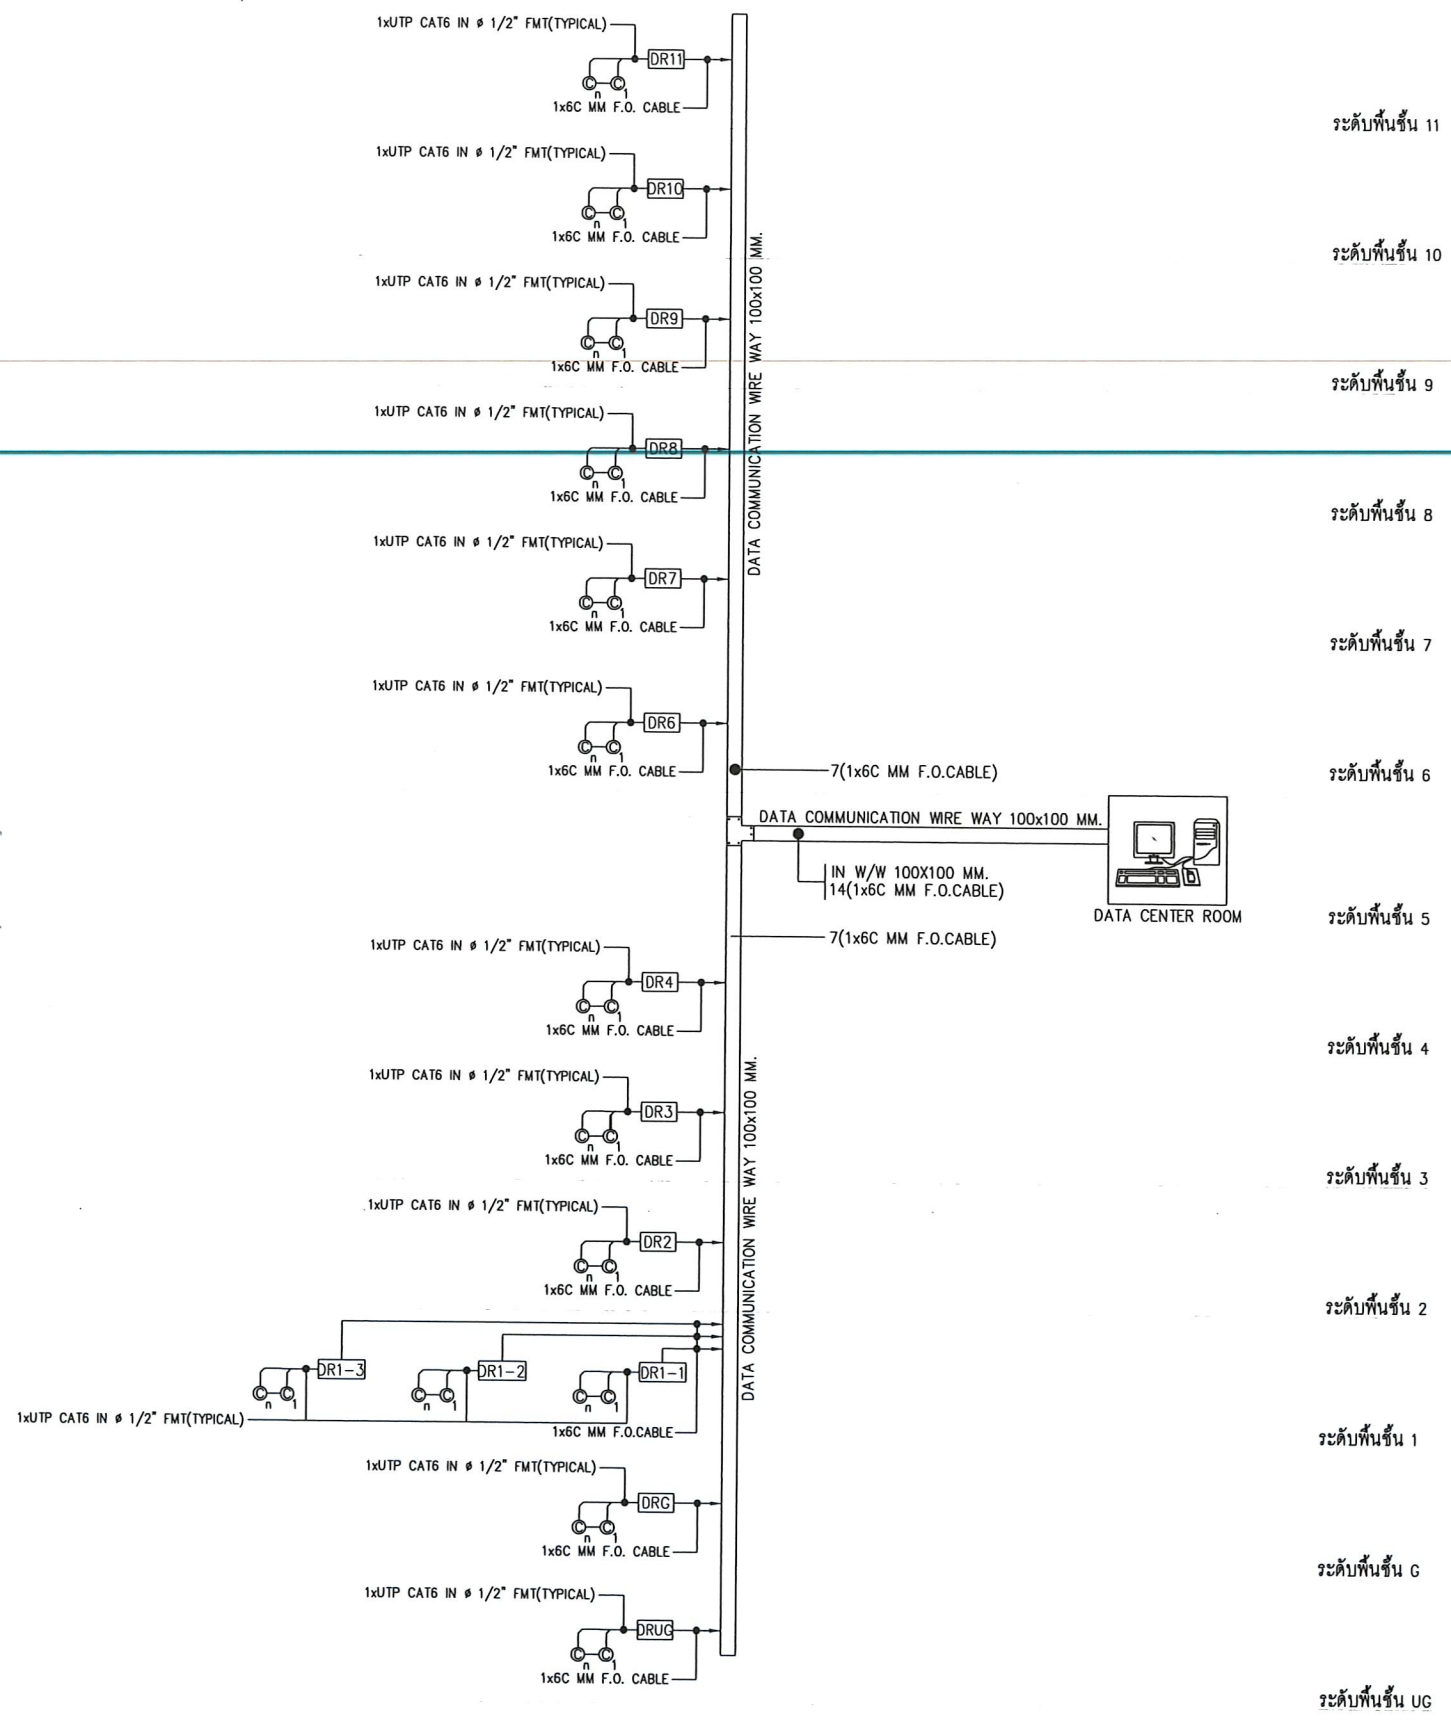 1xUTP CAT6 IN ø 1/2" FMT(TYPICAL)
DR11
C C
n 1
1x6C MM F.O. CABLE
ระดับพื้นชั้น 11
1xUTP CAT6 IN ø 1/2" FMT(TYPICAL)
DR10
C C
n 1
1x6C MM F.O. CABLE
ระดับพื้นชั้น 10
DATA COMMUNICATION WIRE WAY 100x100 MM.
1xUTP CAT6 IN ø 1/2" FMT(TYPICAL)
DR9
C C
n 1
1x6C MM F.O. CABLE
ระดับพื้นชั้น 9
1xUTP CAT6 IN ø 1/2" FMT(TYPICAL)
DR8
C C
n 1
1x6C MM F.O. CABLE
ระดับพื้นชั้น 8
1xUTP CAT6 IN ø 1/2" FMT(TYPICAL)
DR7
C C
n 1
1x6C MM F.O. CABLE
ระดับพื้นชั้น 7
1xUTP CAT6 IN ø 1/2" FMT(TYPICAL)
DR6
C C
n 1
1x6C MM F.O. CABLE
7(1x6C MM F.O.CABLE)
ระดับพื้นชั้น 6
DATA COMMUNICATION WIRE WAY 100x100 MM.
IN W/W 100X100 MM.
14(1x6C MM F.O.CABLE)
DATA CENTER ROOM
ระดับพื้นชั้น 5
7(1x6C MM F.O.CABLE)
1xUTP CAT6 IN ø 1/2" FMT(TYPICAL)
DR4
C C
n 1
1x6C MM F.O. CABLE
ระดับพื้นชั้น 4
DATA COMMUNICATION WIRE WAY 100x100 MM.
1xUTP CAT6 IN ø 1/2" FMT(TYPICAL)
DR3
C C
n 1
1x6C MM F.O. CABLE
ระดับพื้นชั้น 3
1xUTP CAT6 IN ø 1/2" FMT(TYPICAL)
DR2
C C
n 1
1x6C MM F.O. CABLE
ระดับพื้นชั้น 2
DR1-3
DR1-2
DR1-1
C C
n 1
C C
n 1
C C
n 1
1xUTP CAT6 IN ø 1/2" FMT(TYPICAL)
1x6C MM F.O.CABLE
ระดับพื้นชั้น 1
1xUTP CAT6 IN ø 1/2" FMT(TYPICAL)
DRG
C C
n 1
1x6C MM F.O. CABLE
ระดับพื้นชั้น G
1xUTP CAT6 IN ø 1/2" FMT(TYPICAL)
DRUG
C C
n 1
1x6C MM F.O. CABLE
ระดับพื้นชั้น UG